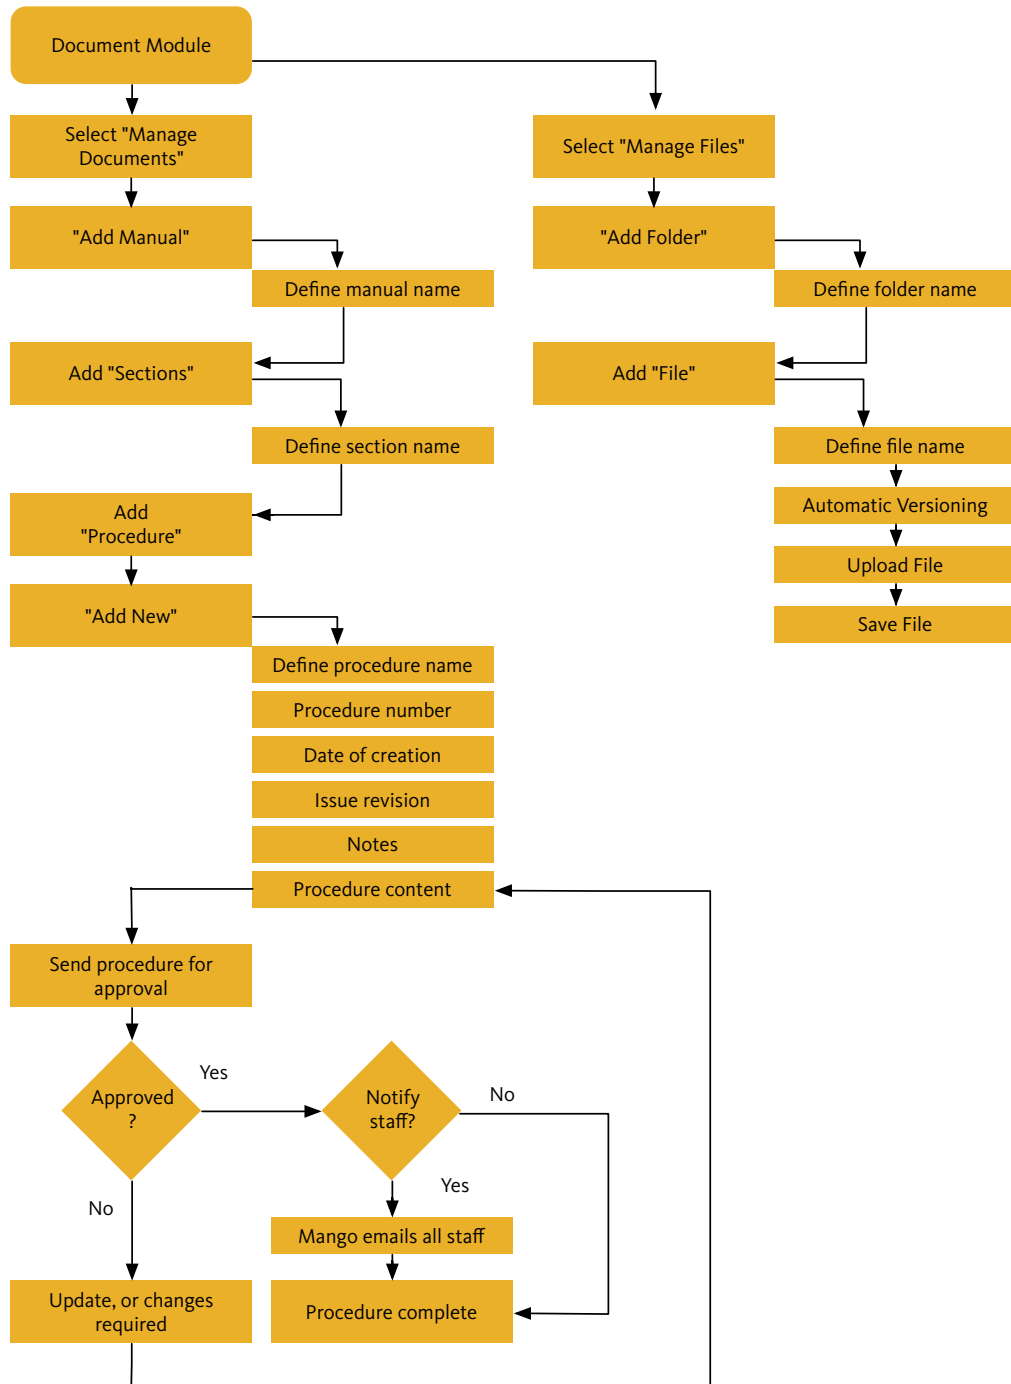 Document Module
Select "Manage
Documents"
Select "Manage Files"
"Add Manual"
"Add Folder"
Define manual name
Define folder name
Add "Sections"
Add "File"
Define section name
Define file name
Add
"Procedure"
Automatic Versioning
Upload File
"Add New"
Save File
Define procedure name
Procedure number
Date of creation
Issue revision
Notes
Procedure content
Send procedure for
approval
Approved
?
Yes
Notify
staff?
No
Yes
No
Mango emails all staff
Update, or changes
required
Procedure complete